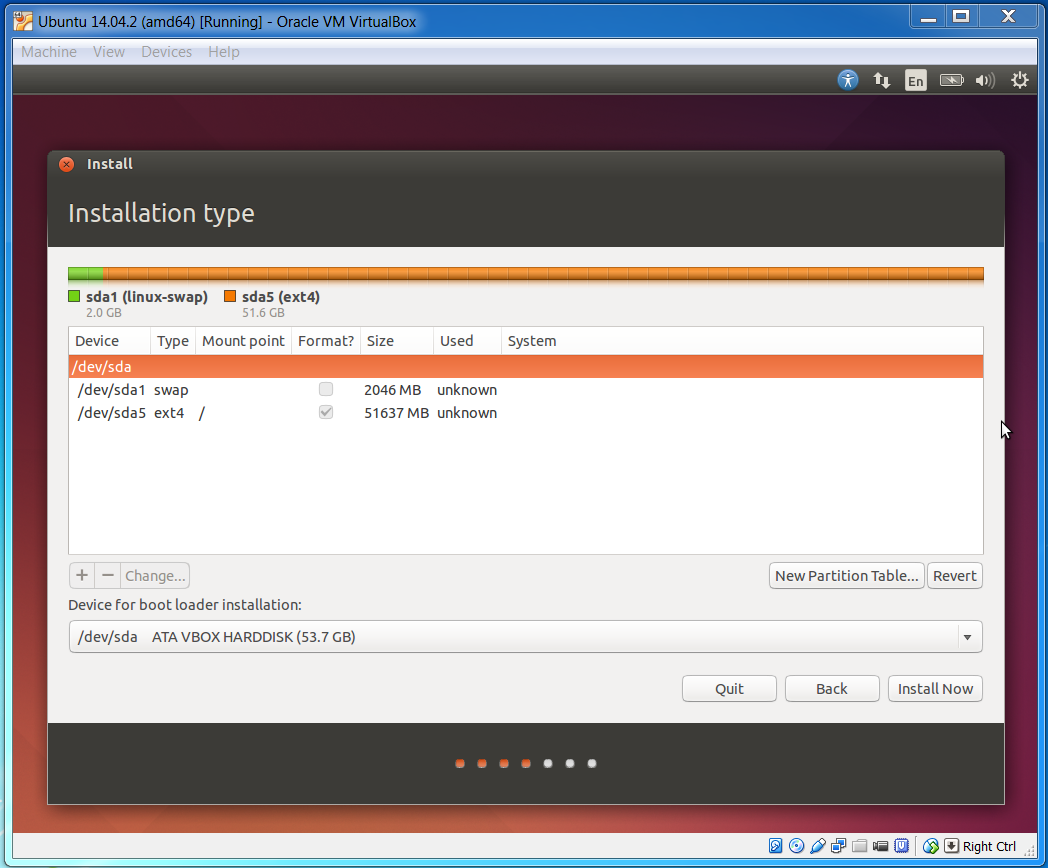 Ubuntu 14.04.2 (amd64) [Running] - Oracle VM VirtualBox
Machine View Devices Help
En
Install
Installation type
sda1 (linux-swap) sda5 (ext4)
2.0 GB 51.6 GB
Device Type Mount point Format? Size Used System
/dev/sda
/dev/sda1 swap 2046 MB unknown
/dev/sda5 ext4 / 51637 MB unknown
+ − Change... New Partition Table... Revert
Device for boot loader installation:
/dev/sda ATA VBOX HARDDISK (53.7 GB)
Quit Back Install Now
Right Ctrl